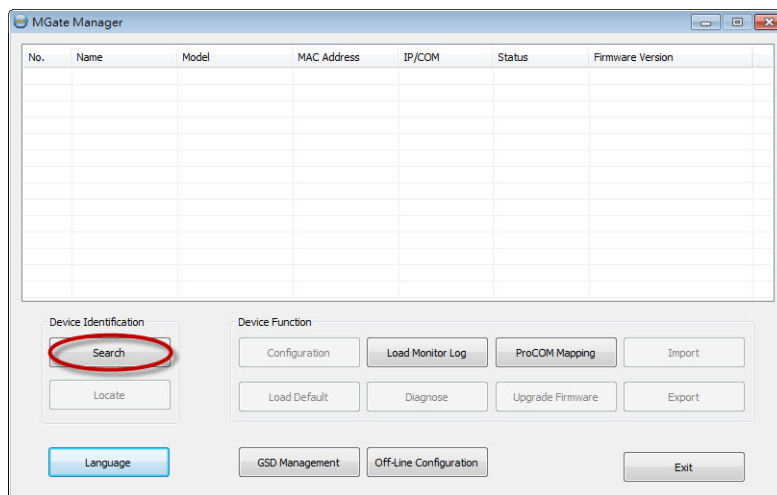 MGate Manager
No. Name Model MAC Address IP/COM Status Firmware Version
Device Identification Device Function
Search Configuration Load Monitor Log ProCOM Mapping Import
Locate Load Default Diagnose Upgrade Firmware Export
Language GSD Management Off-Line Configuration Exit